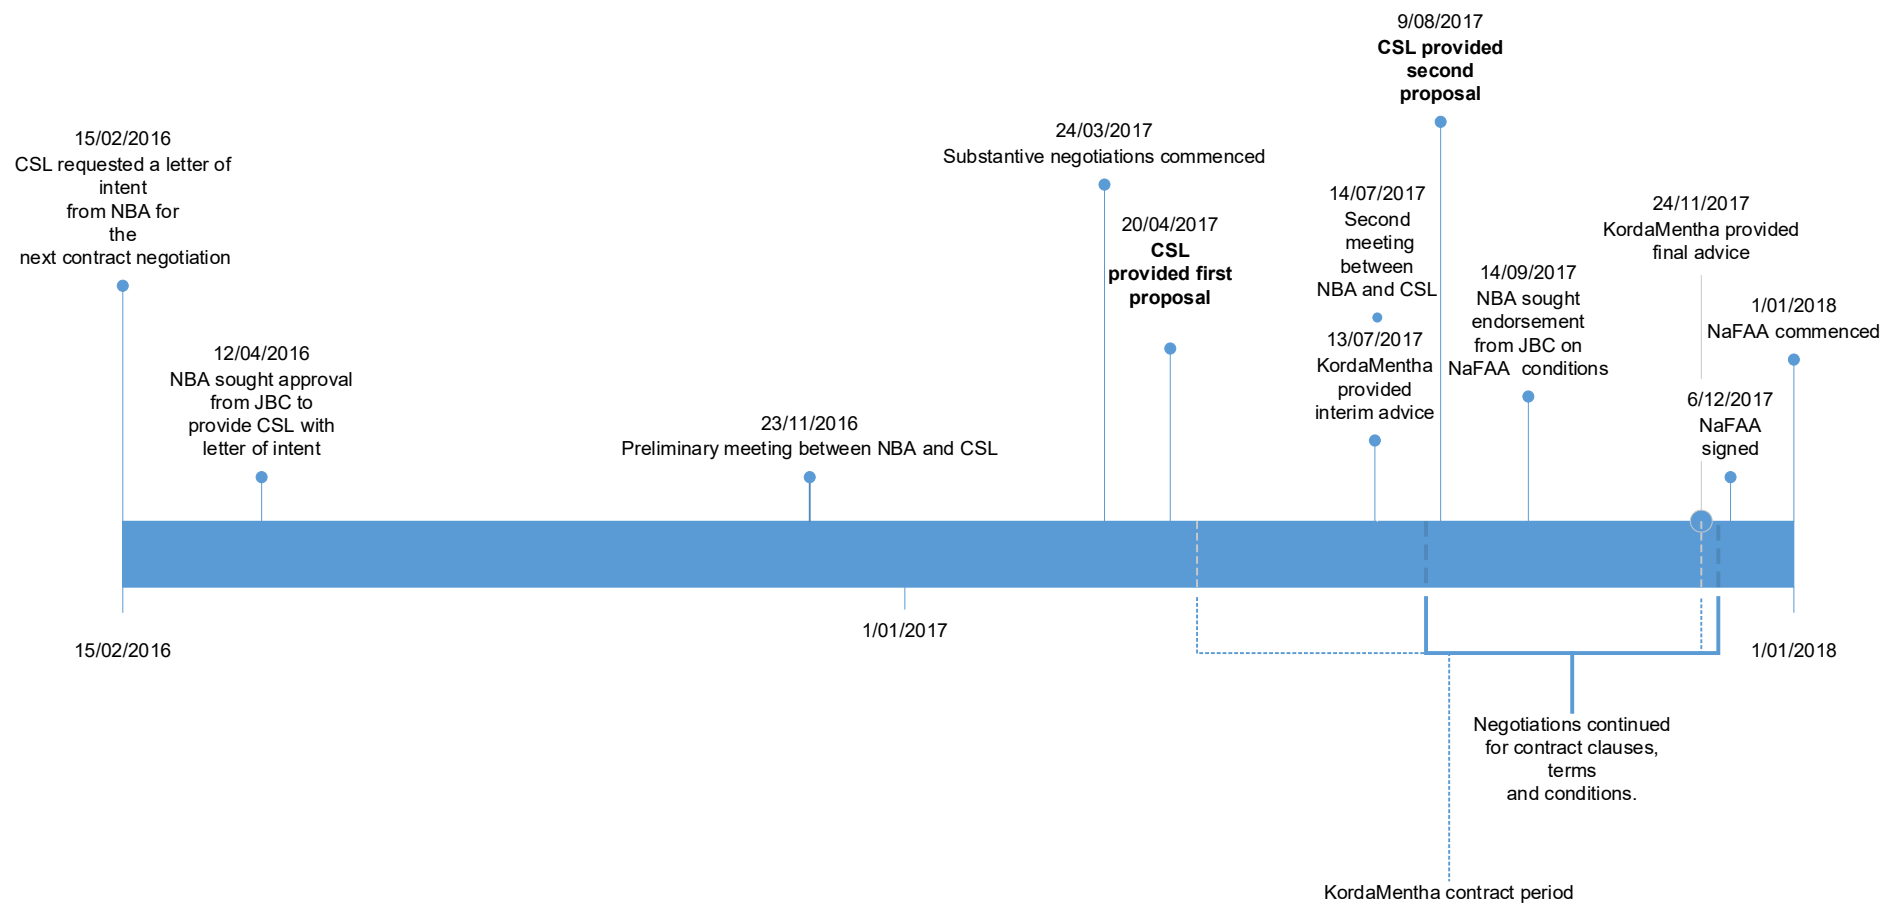 15/02/2016
CSL requested a letter of
intent
from NBA for
the
next contract negotiation
12/04/2016
NBA sought approval
from JBC to
provide CSL with
letter of intent
23/11/2016
Preliminary meeting between NBA and CSL
24/03/2017
Substantive negotiations commenced
20/04/2017
CSL
provided first
proposal
14/07/2017
Second
meeting
between
NBA and CSL
13/07/2017
KordaMentha
provided
interim advice
9/08/2017
CSL provided
second
proposal
14/09/2017
NBA sought
endorsement
from JBC on
NaFAA  conditions
24/11/2017
KordaMentha provided
final advice
6/12/2017
NaFAA
signed
1/01/2018
NaFAA commenced
15/02/2016
1/01/2017
1/01/2018
Negotiations continued
for contract clauses,
terms
and conditions.
KordaMentha contract period